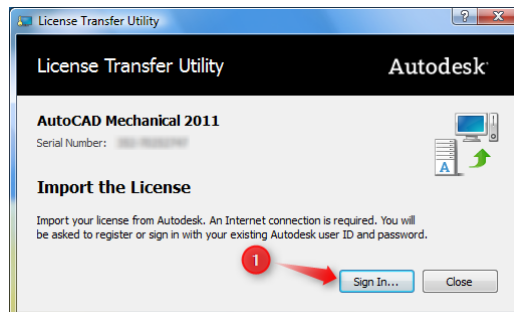 License Transfer Utility
License Transfer Utility
Autodesk
AutoCAD Mechanical 2011
Serial Number:
A
Import the License
Import your license from Autodesk. An Internet connection is required. You will
be asked to register or sign in with your existing Autodesk user ID and password.
1
Sign In... Close